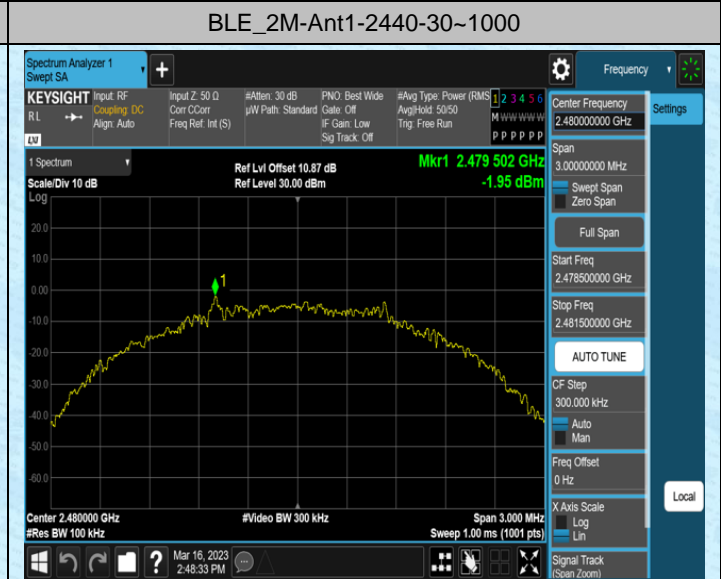 BLE_2M-Ant1-2440-30~1000
Spectrum Analyzer 1
Swept SA
+
Frequency
KEYSIGHT
RL
LXI
Input: RF
Coupling: DC
Align: Auto
Input Z: 50 Ω
Corr CCorr
Freq Ref: Int (S)
#Atten: 30 dB
µW Path: Standard
PNO: Best Wide
Gate: Off
IF Gain: Low
Sig Track: Off
#Avg Type: Power (RMS
Avg|Hold: 50/50
Trig: Free Run
1 2 3 4 5 6
M W W W W W
P P P P P P
1 Spectrum
Scale/Div 10 dB
Log
Ref Lvl Offset 10.87 dB
Ref Level 30.00 dBm
Mkr1 2.479 502 GHz
-1.95 dBm
20.0
10.0
0.00
-10.0
-20.0
-30.0
-40.0
-50.0
-60.0
1
Center 2.480000 GHz
#Res BW 100 kHz
#Video BW 300 kHz
Span 3.000 MHz
Sweep 1.00 ms (1001 pts)
?
Mar 16, 2023
2:48:33 PM
Center Frequency
2.480000000 GHz
Span
3.00000000 MHz
Swept Span
Zero Span
Full Span
Start Freq
2.478500000 GHz
Stop Freq
2.481500000 GHz
AUTO TUNE
CF Step
300.000 kHz
Auto
Man
Freq Offset
0 Hz
X Axis Scale
Log
Lin
Signal Track
(Span Zoom)
Settings
Local